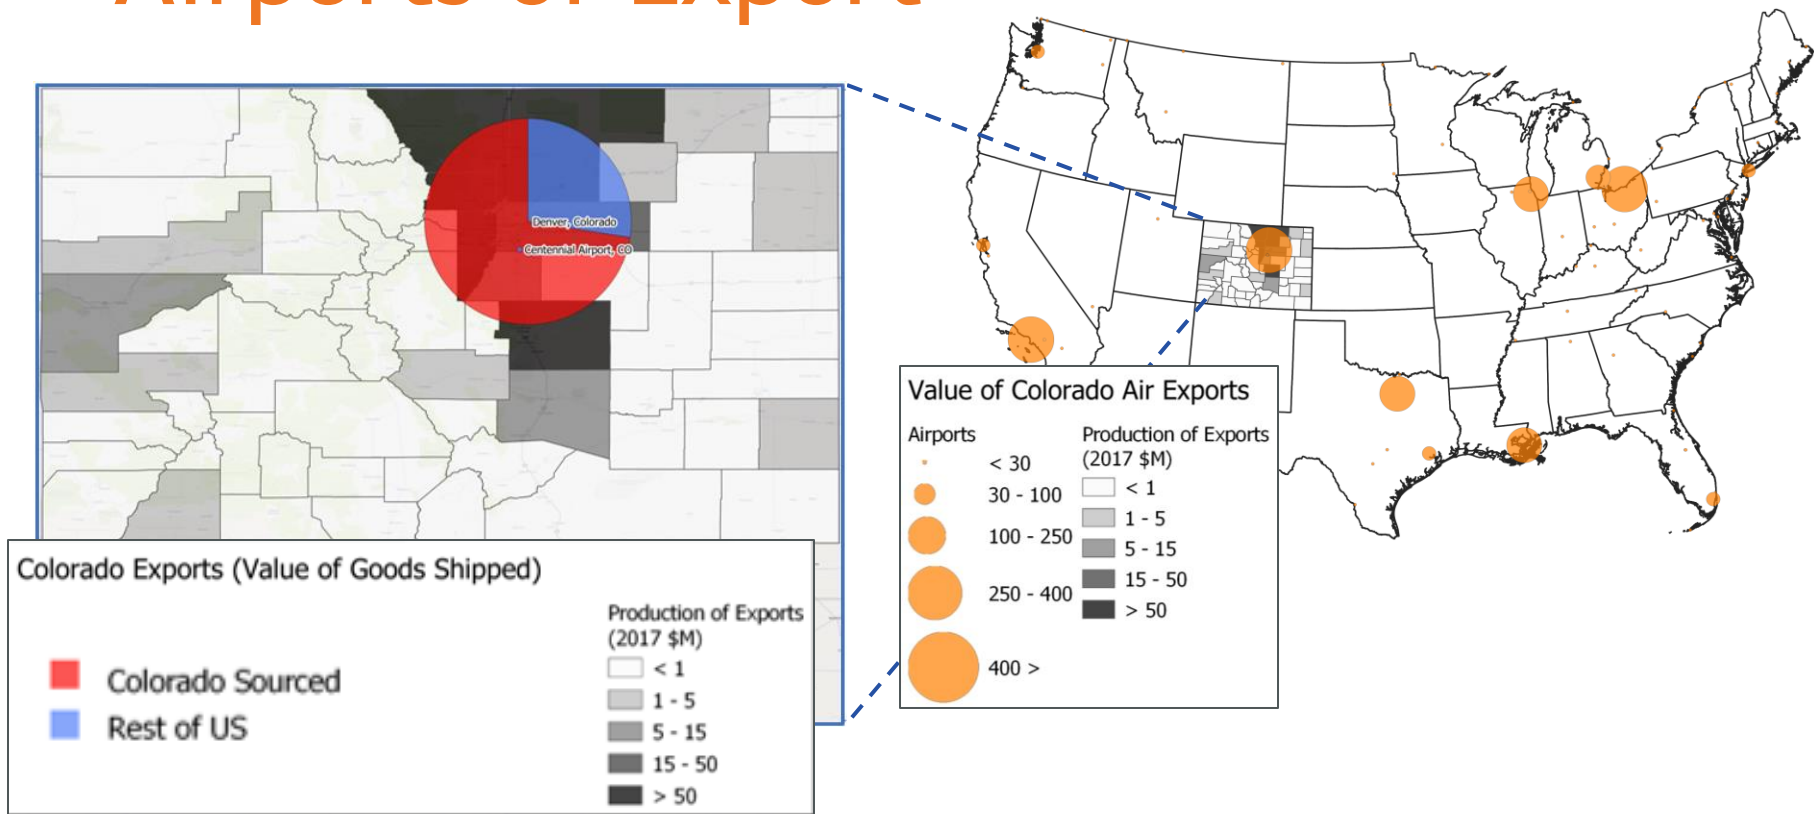 Airports of Export
Denver, Colorado
Centennial Airport, CO
Colorado Exports (Value of Goods Shipped)
Colorado Sourced
Rest of US
Production of Exports
(2017 $M)
< 1
1 - 5
5 - 15
15 - 50
> 50
Value of Colorado Air Exports
Airports
< 30
30 - 100
100 - 250
250 - 400
400 >
Production of Exports
(2017 $M)
< 1
1 - 5
5 - 15
15 - 50
> 50